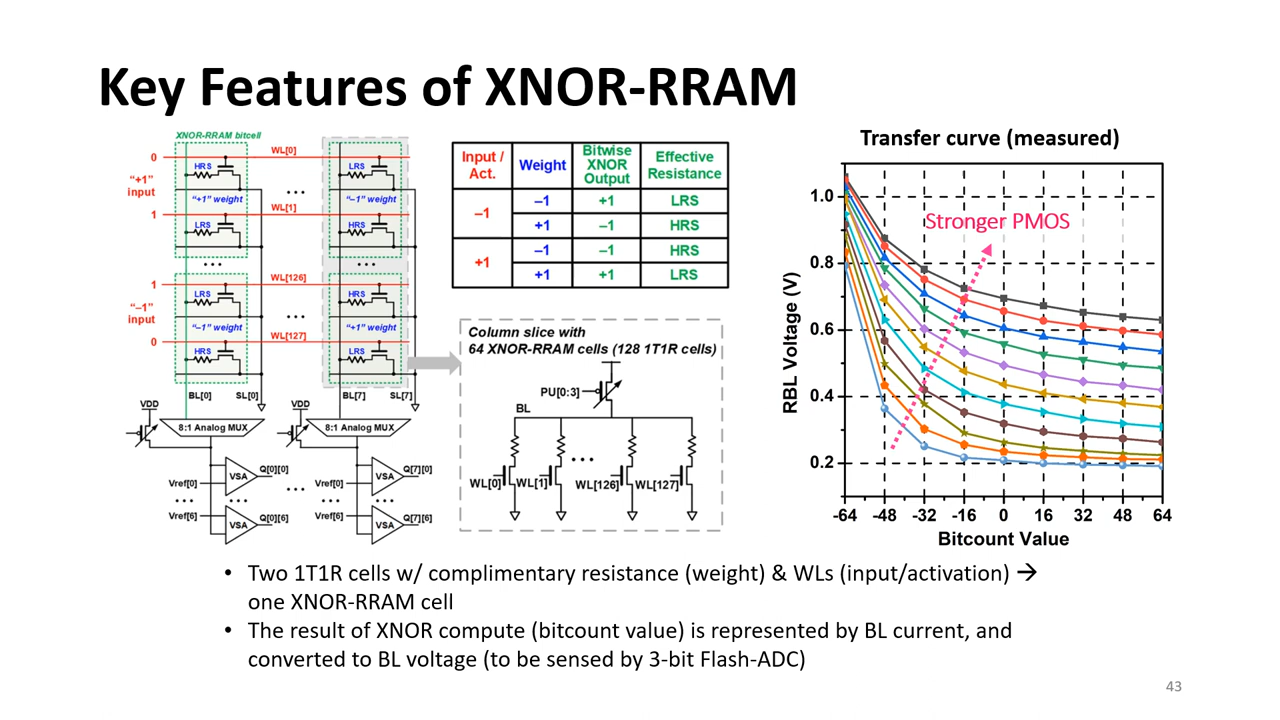 Key Features of XNOR-RRAM
XNOR-RRAM bitcell
0
WL[0]
HRS
LRS
“+1”
input
“+1” weight
• • •
“–1” weight
1
WL[1]
LRS
HRS
• • •
• • •
1
WL[126]
LRS
HRS
“–1”
input
“–1” weight
• • •
“+1” weight
0
WL[127]
HRS
LRS
BL[0]
SL[0]
BL[7]
SL[7]
VDD
VDD
8:1 Analog MUX
8:1 Analog MUX
Q[0][0]
Q[7][0]
VSA
VSA
Vref[0]
Vref[0]
• • •
• • •
• • •
• • •
• • •
Vref[6]
Vref[6]
Q[0][6]
Q[7][6]
VSA
VSA
Input / Act. Weight Bitwise XNOR Output Effective Resistance
–1 –1 +1 LRS
+1 –1 HRS
+1 –1 –1 HRS
+1 +1 LRS
Column slice with
64 XNOR-RRAM cells (128 1T1R cells)
PU[0:3]
BL
• • •
WL[0]
WL[1]
WL[126]
WL[127]
Transfer curve (measured)
Stronger PMOS
RBL Voltage (V)
1.0
0.8
0.6
0.4
0.2
-64 -48 -32 -16 0 16 32 48 64
Bitcount Value
• Two 1T1R cells w/ complimentary resistance (weight) & WLs (input/activation) →
one XNOR-RRAM cell
• The result of XNOR compute (bitcount value) is represented by BL current, and
converted to BL voltage (to be sensed by 3-bit Flash-ADC)
43